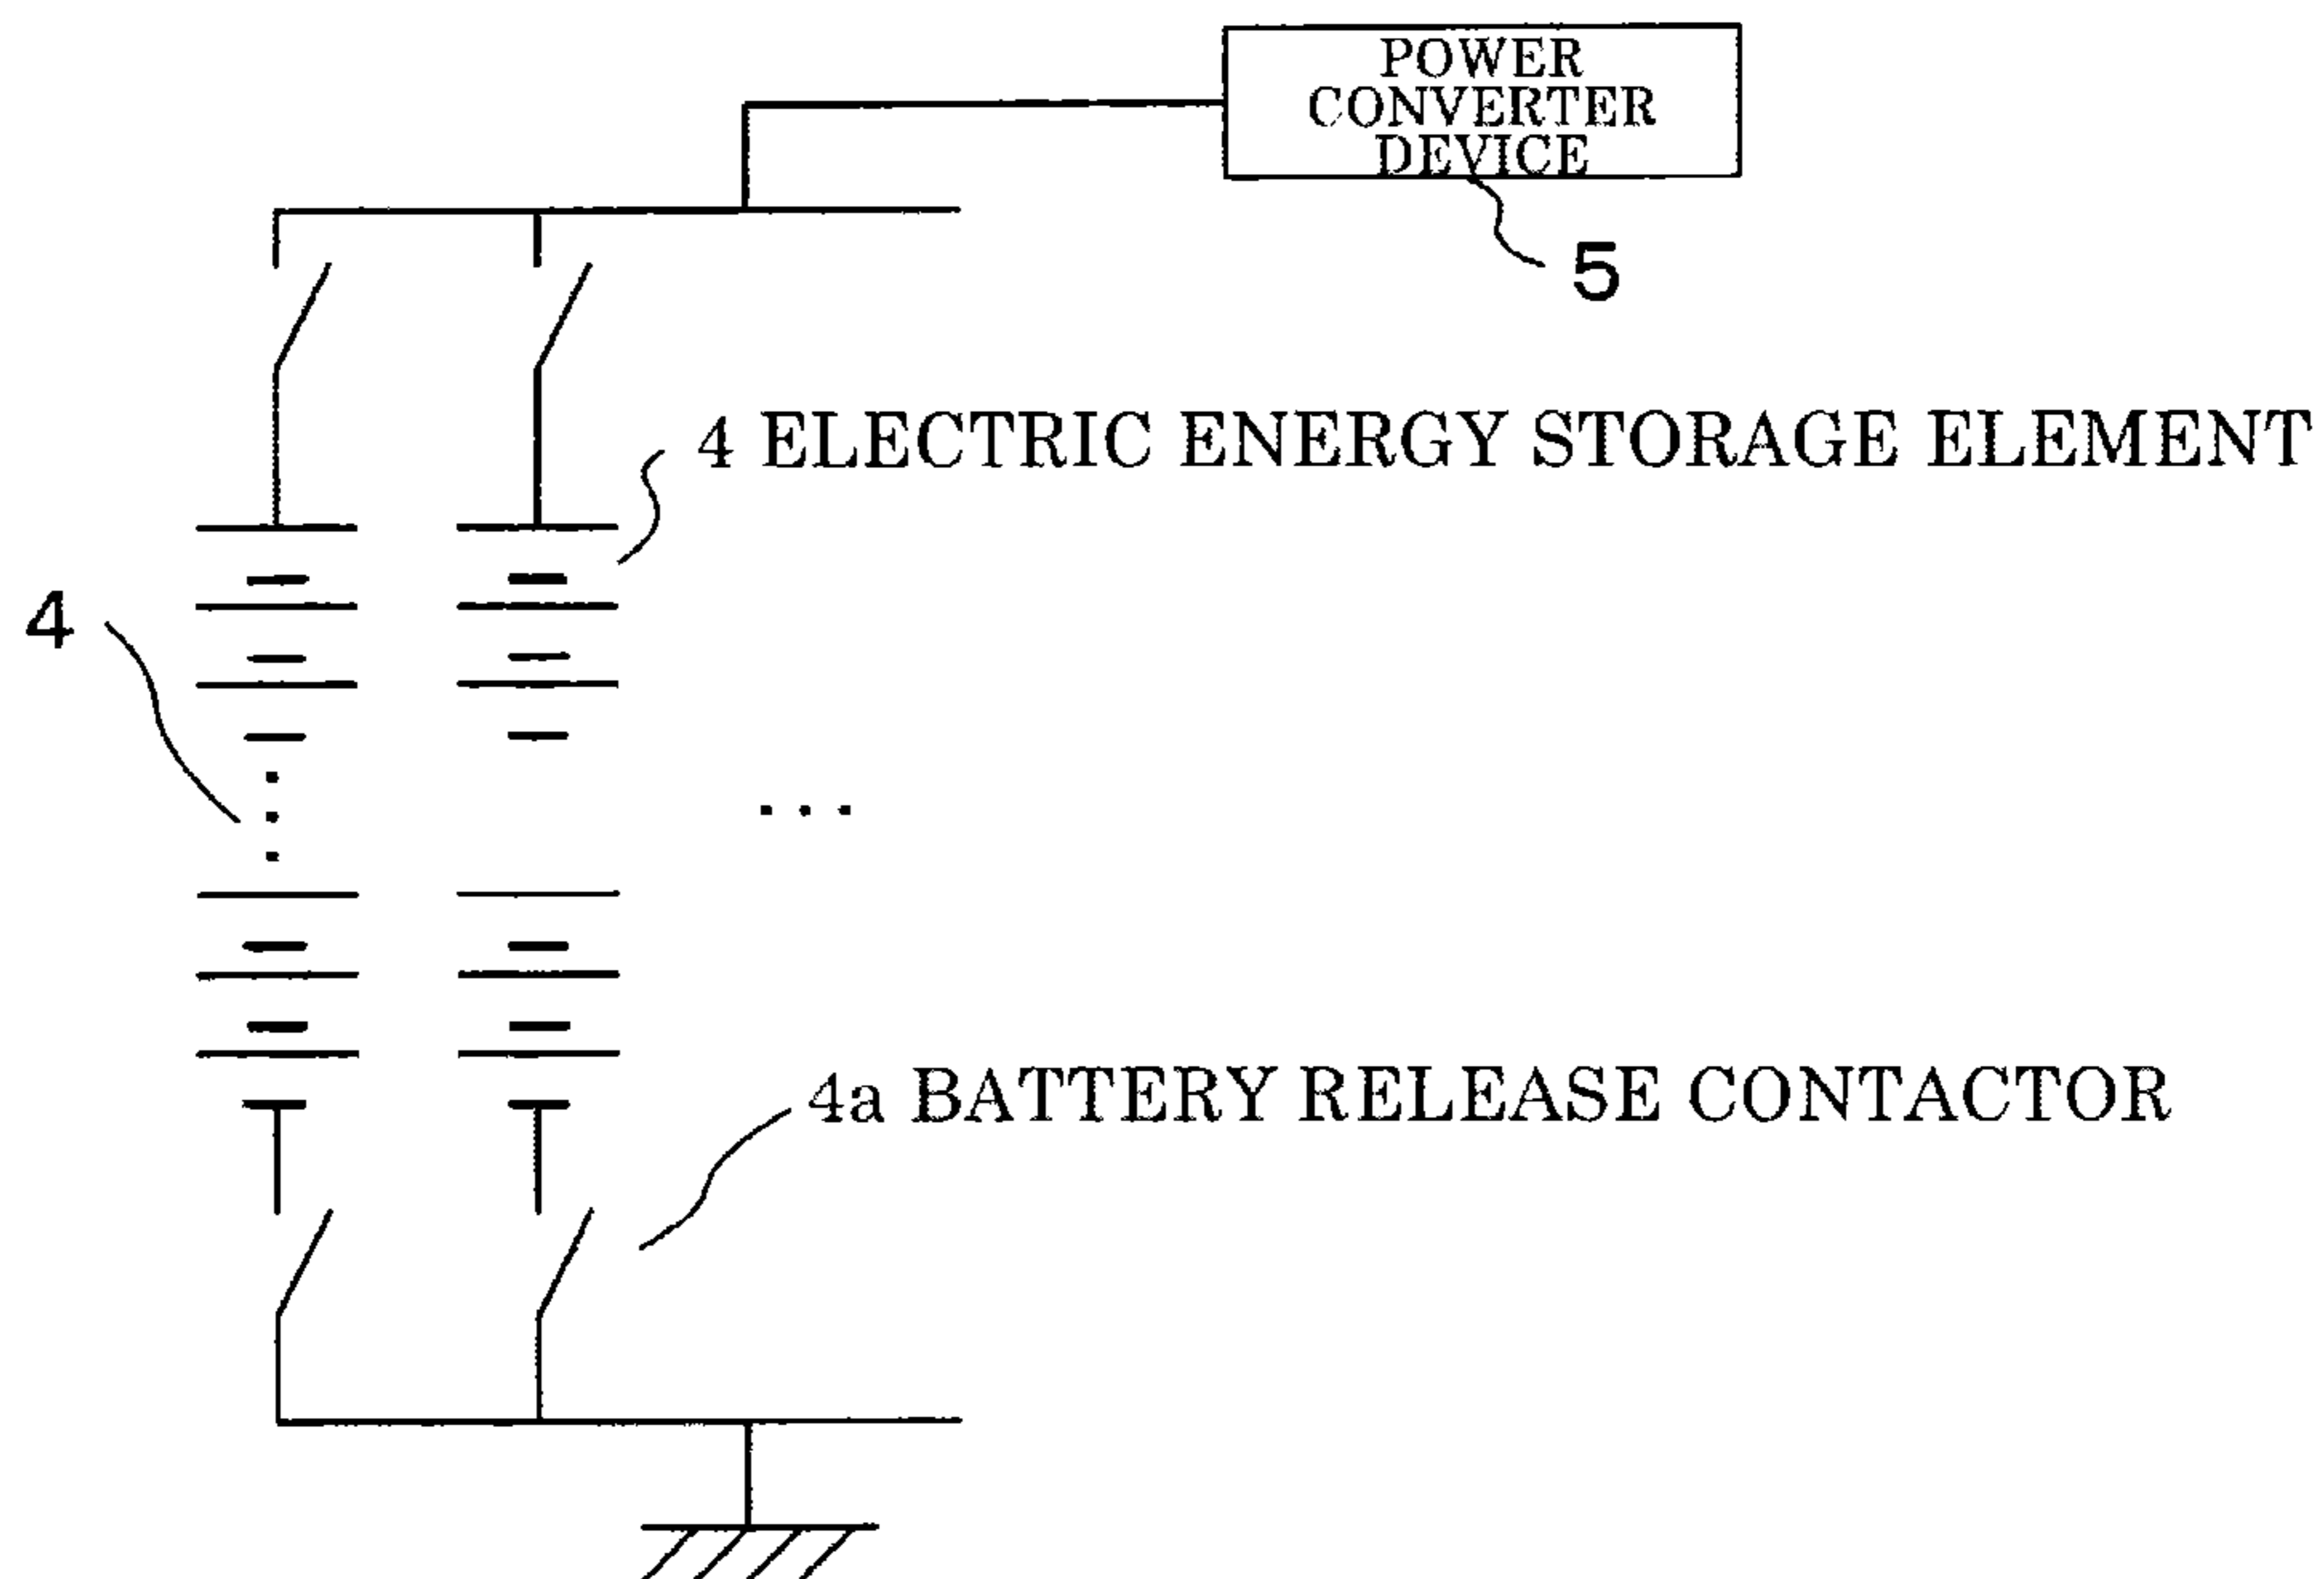 POWER
CONVERTER
DEVICE
5
4 ELECTRIC ENERGY STORAGE ELEMENT
4
4a BATTERY RELEASE CONTACTOR